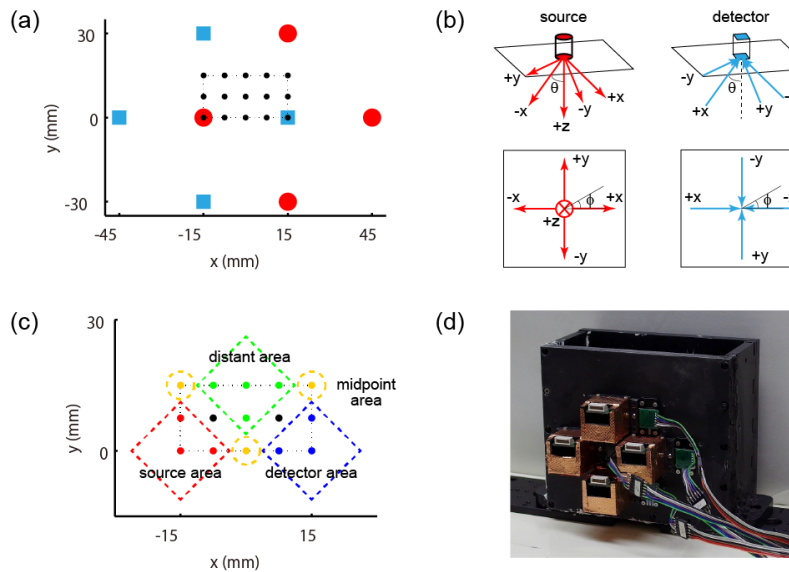 (a)
30
0
-30
y (mm)
-45
-15
15
45
x (mm)
(b)
source
detector
+y
θ
-x
-y
+x
+z
-y
θ
+x
+y
+y
-x
+x
ϕ
+z
-y
-y
+x
ϕ
+y
(c)
30
0
y (mm)
distant area
midpoint
area
source area
detector area
-15
15
x (mm)
(d)